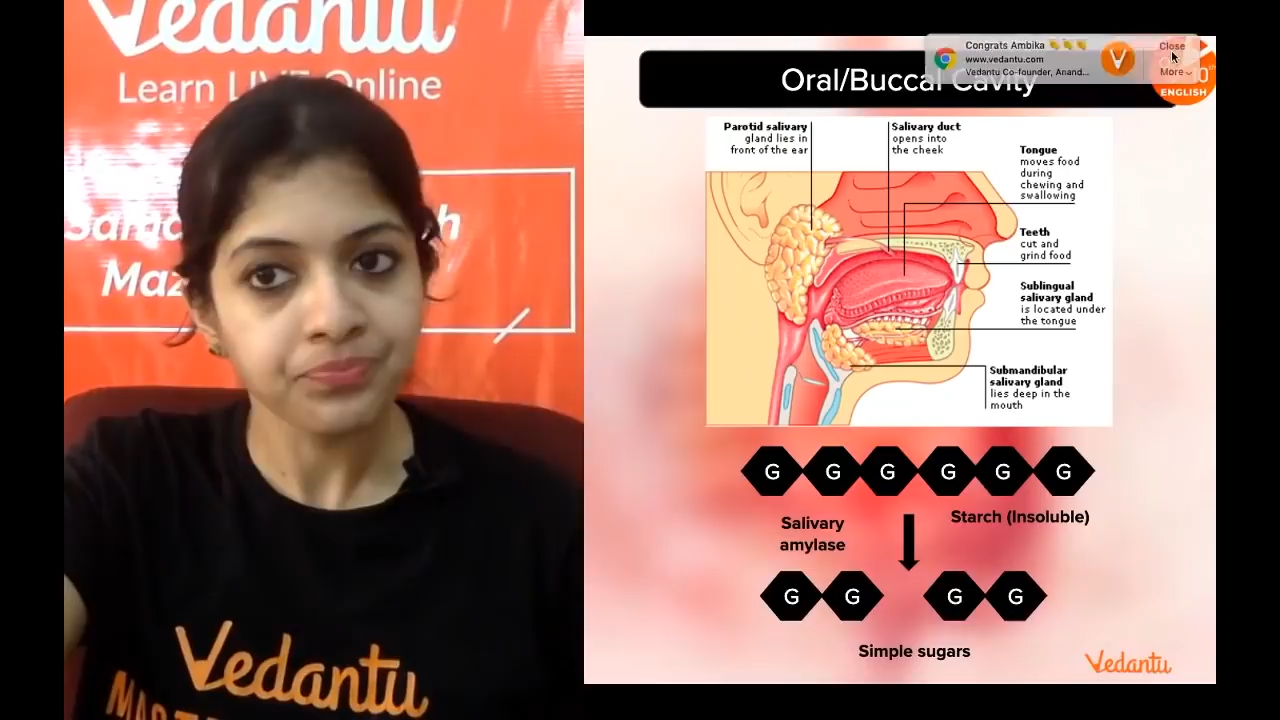 Vedantu
Learn LIVE Online
Maz
Vedantu
Congrats Ambika 👏👏👏
www.vedantu.com
Vedantu Co-founder, Anand...
V
Close
More
ENGLISH
Oral/Buccal Cavity
Parotid salivary
gland lies in
front of the ear
Salivary duct
opens into
the cheek
Tongue
moves food
during
chewing and
swallowing
Teeth
cut and
grind food
Sublingual
salivary gland
is located under
the tongue
Submandibular
salivary gland
lies deep in the
mouth
G G G G G G
Salivary
amylase
Starch (Insoluble)
G G G G
Simple sugars
Vedantu